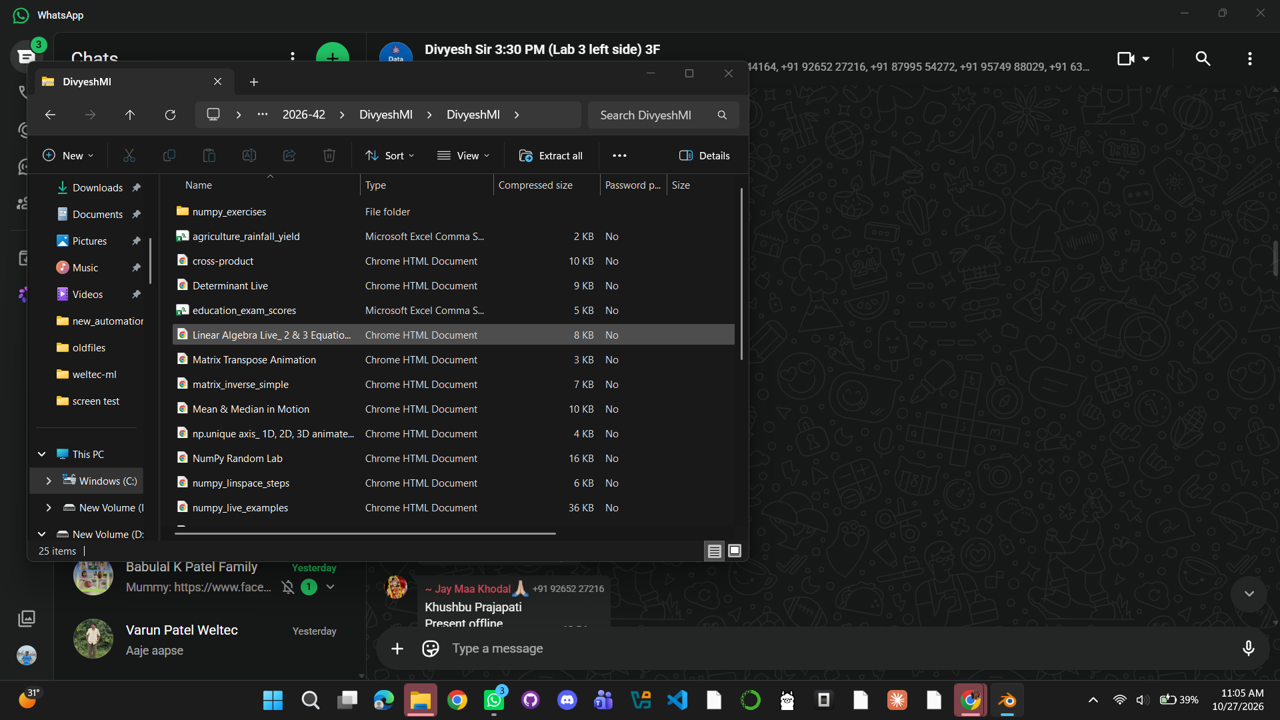 WhatsApp
3
Chats
Data
Divyesh Sir 3:30 PM (Lab 3 left side) 3F
44164, +91 92652 27216, +91 87995 54272, +91 95749 88029, +91 63...
DivyeshMl
2026-42
DivyeshMl
DivyeshMl
Search DivyeshMl
New
Sort
View
Extract all
Details
Name
Type
Compressed size
Password p...
Size
Downloads
Documents
Pictures
Music
Videos
new_automation
oldfiles
weltec-ml
screen test
This PC
Windows (C:)
New Volume (
New Volume (D:
numpy_exercises File folder
agriculture_rainfall_yield Microsoft Excel Comma S... 2 KB No
cross-product Chrome HTML Document 10 KB No
Determinant Live Chrome HTML Document 9 KB No
education_exam_scores Microsoft Excel Comma S... 5 KB No
Linear Algebra Live_ 2 & 3 Equatio... Chrome HTML Document 8 KB No
Matrix Transpose Animation Chrome HTML Document 3 KB No
matrix_inverse_simple Chrome HTML Document 7 KB No
Mean & Median in Motion Chrome HTML Document 10 KB No
np.unique axis_ 1D, 2D, 3D animate... Chrome HTML Document 4 KB No
NumPy Random Lab Chrome HTML Document 16 KB No
numpy_linspace_steps Chrome HTML Document 6 KB No
numpy_live_examples Chrome HTML Document 36 KB No
25 items
Babulal K Patel Family Yesterday
Mummy: https://www.face... 1
Varun Patel Weltec Yesterday
Aaje aapse
~ Jay Maa Khodal🙏🏻 +91 92652 27216
Khushbu Prajapati
Present offline
Type a message
31°
3
39%
11:05 AM
10/27/2026